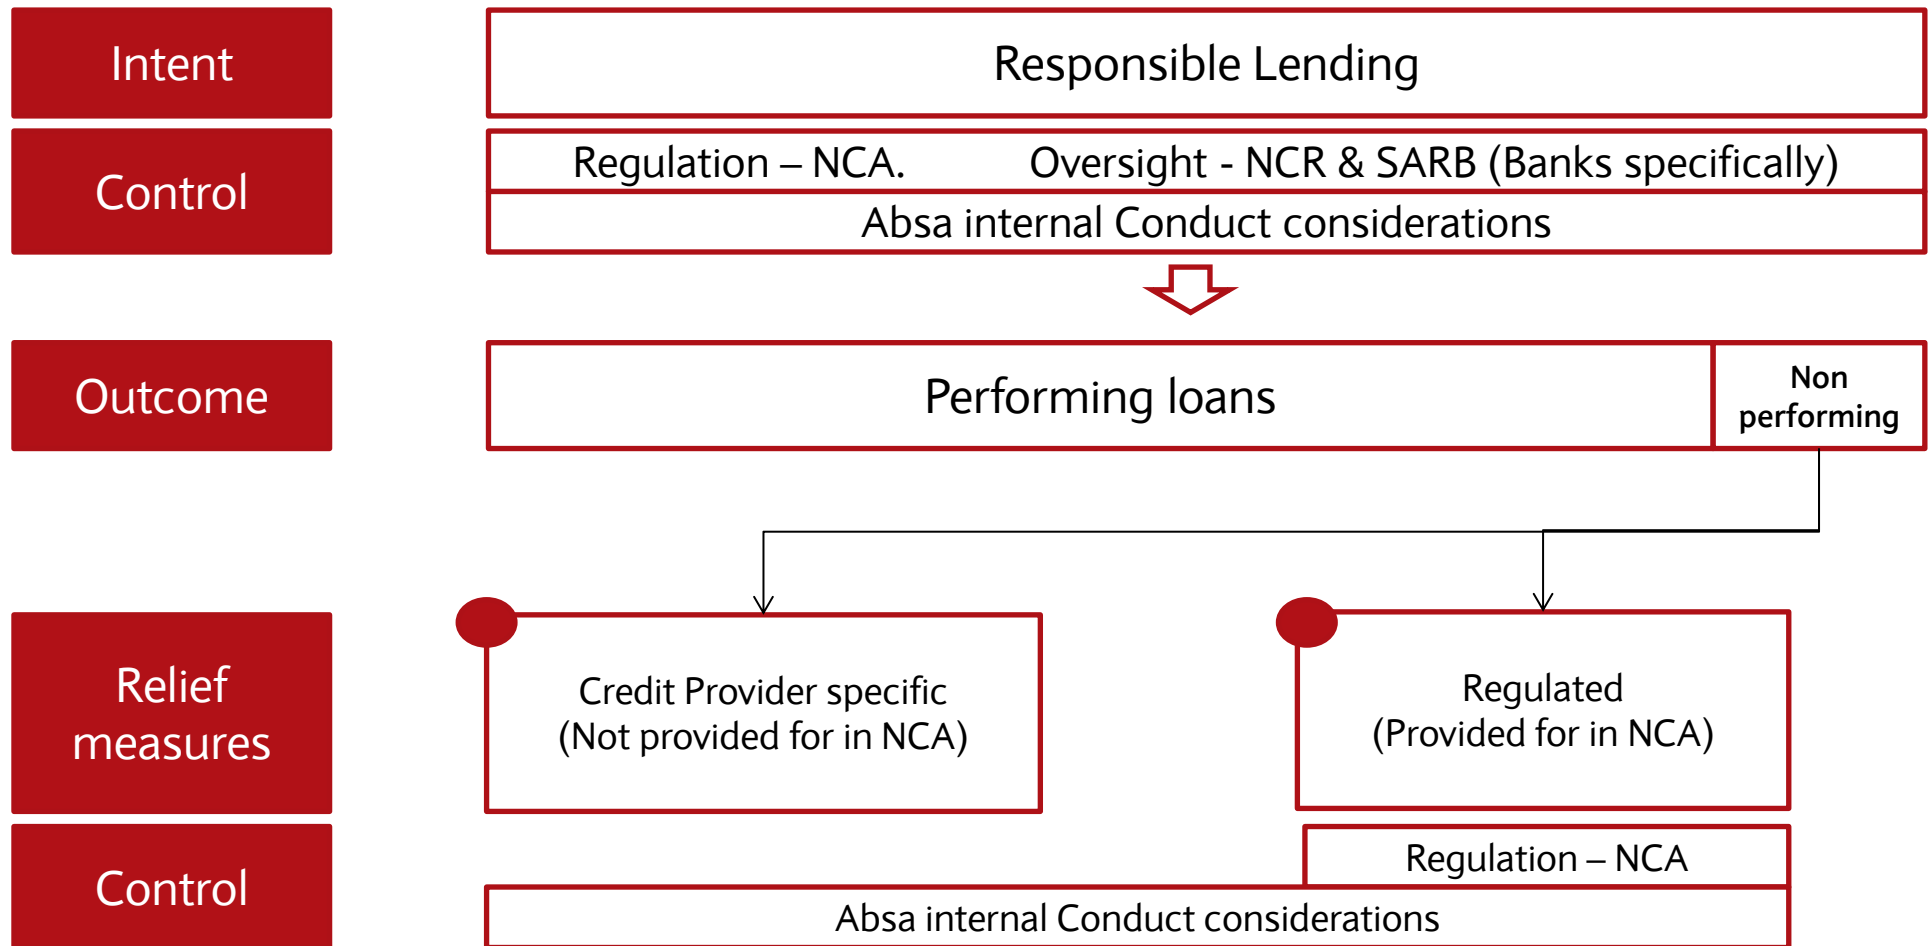 Intent
Responsible Lending
Control
Regulation – NCA. Oversight - NCR & SARB (Banks specifically)
Absa internal Conduct considerations
Outcome
Performing loans
Non
performing
Relief
measures
Credit Provider specific
(Not provided for in NCA)
Regulated
(Provided for in NCA)
Control
Regulation – NCA
Absa internal Conduct considerations